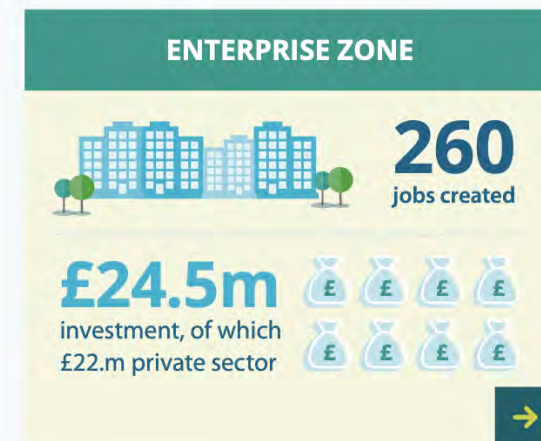 ENTERPRISE ZONE
260
jobs created
£24.5m
investment, of which
£22.m private sector
£ £ £ £
£ £ £ £